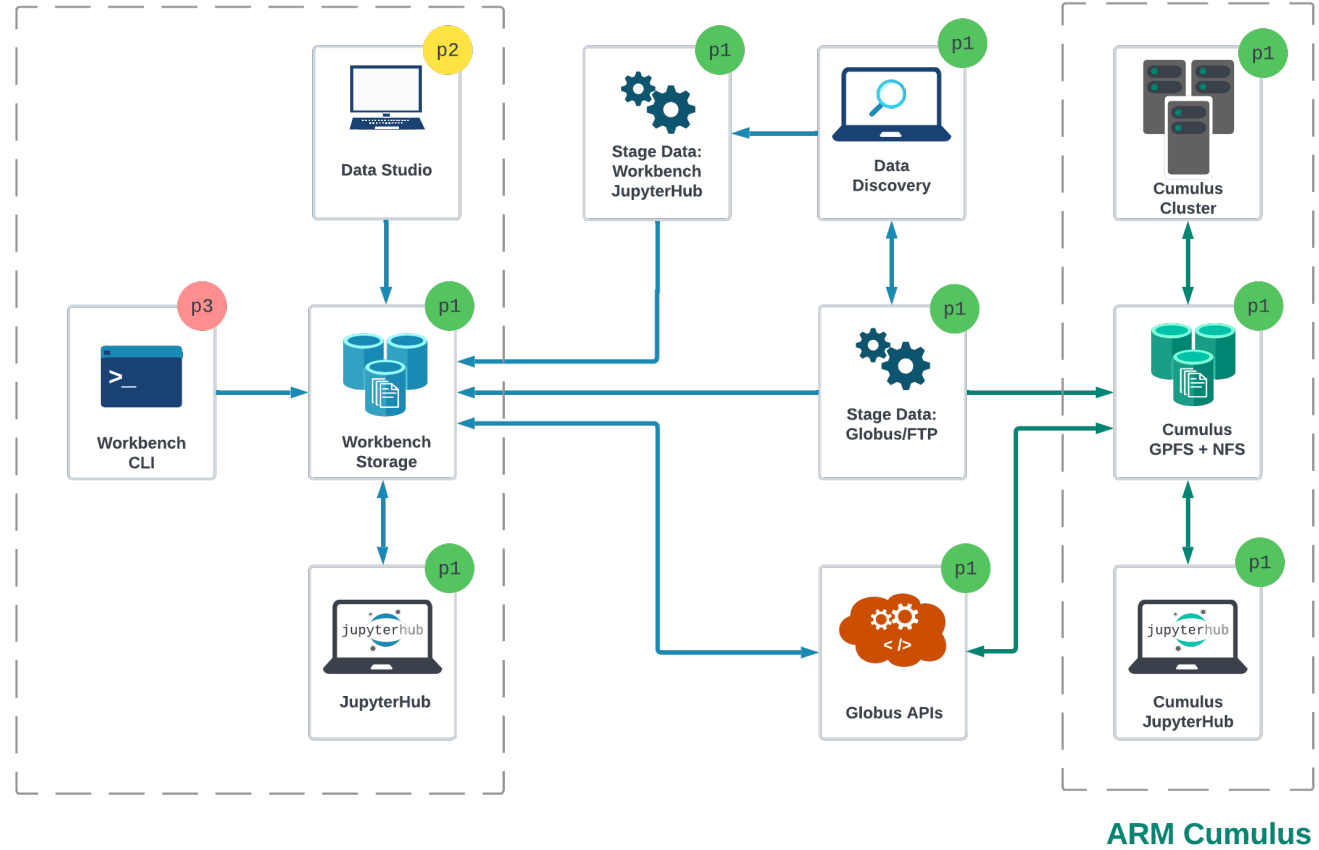 p2
Data Studio
p1
Stage Data:
Workbench
JupyterHub
p1
Data
Discovery
p1
Cumulus
Cluster
p3
>_
Workbench
CLI
p1
Workbench
Storage
p1
Stage Data:
Globus/FTP
p1
Cumulus
GPFS + NFS
p1
jupyterhub
JupyterHub
p1
< />
Globus APIs
p1
jupyterhub
Cumulus
JupyterHub
ARM Cumulus